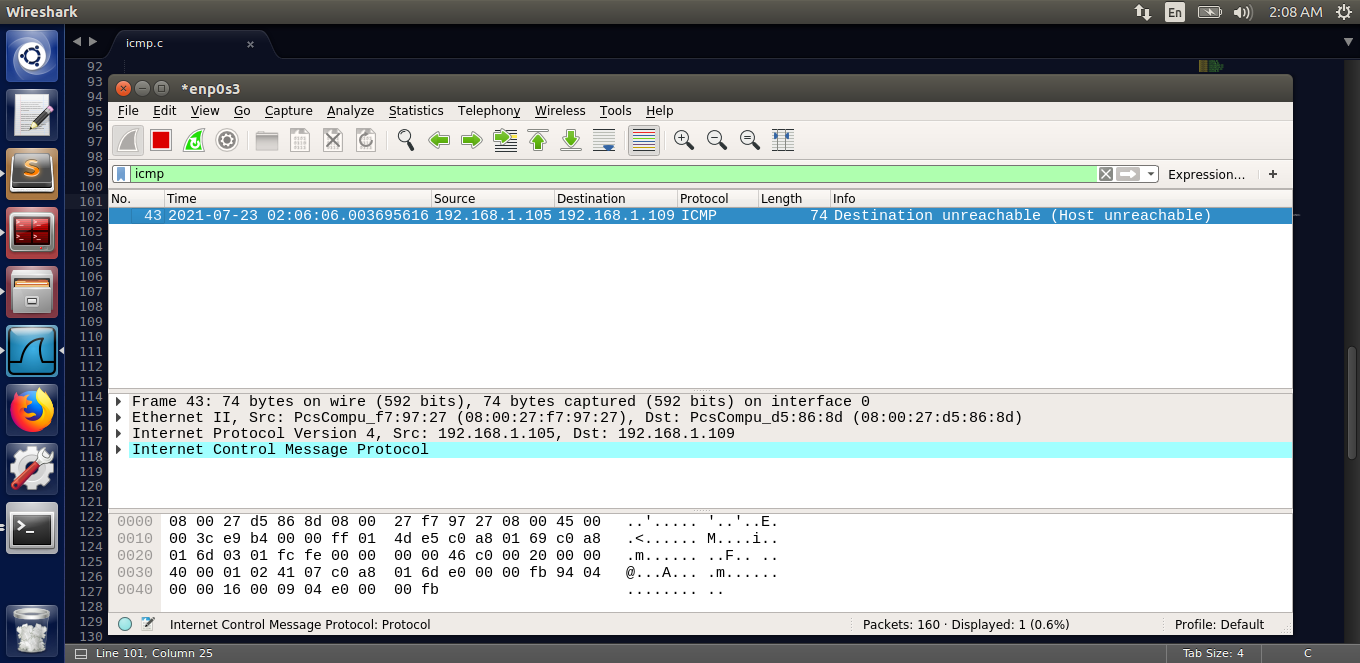 Wireshark En 2:08 AM
icmp.c
92
93 *enp0s3
94
95 File Edit View Go Capture Analyze Statistics Telephony Wireless Tools Help
96
97
98
99 icmp Expression… +
100
101 No. Time Source Destination Protocol Length Info
102 43 2021-07-23 02:06:06.003695616 192.168.1.105 192.168.1.109 ICMP 74 Destination unreachable (Host unreachable)
103
104
105
106
107
108
109
110
111
112
113
114 Frame 43: 74 bytes on wire (592 bits), 74 bytes captured (592 bits) on interface 0
115 Ethernet II, Src: PcsCompu_f7:97:27 (08:00:27:f7:97:27), Dst: PcsCompu_d5:86:8d (08:00:27:d5:86:8d)
116 Internet Protocol Version 4, Src: 192.168.1.105, Dst: 192.168.1.109
117 Internet Control Message Protocol
118
119
120
121
122 0000 08 00 27 d5 86 8d 08 00 27 f7 97 27 08 00 45 00 ..'..... '..'..E.
123 0010 00 3c e9 b4 00 00 ff 01 4d e5 c0 a8 01 69 c0 a8 .<...... M....i..
124 0020 01 6d 03 01 fc fe 00 00 00 00 46 c0 00 20 00 00 .m...... ..F.. ..
125 0030 40 00 01 02 41 07 c0 a8 01 6d e0 00 00 fb 94 04 @...A... .m......
126 0040 00 00 16 00 09 04 e0 00 00 fb ........ ..
127
128
129 Internet Control Message Protocol: Protocol Packets: 160 · Displayed: 1 (0.6%) Profile: Default
130
Line 101, Column 25 Tab Size: 4 C